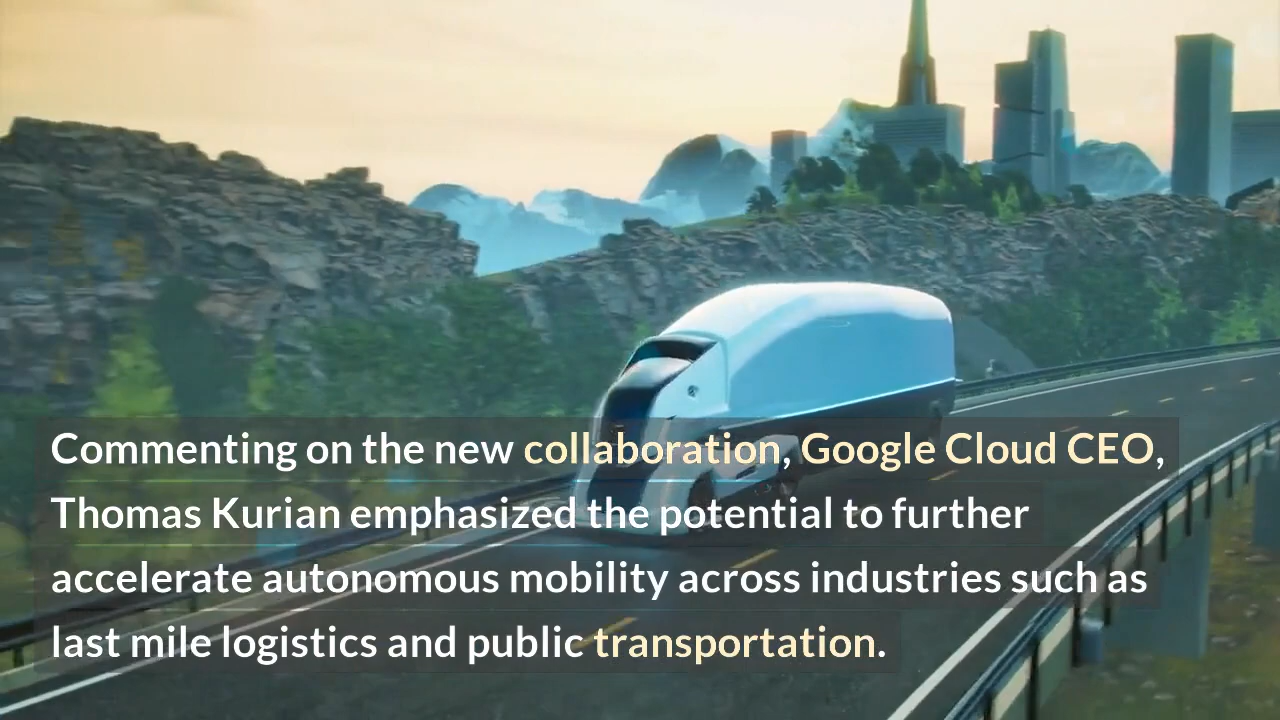 Commenting on the new collaboration, Google Cloud CEO,
Thomas Kurian emphasized the potential to further
accelerate autonomous mobility across industries such as
last mile logistics and public transportation.